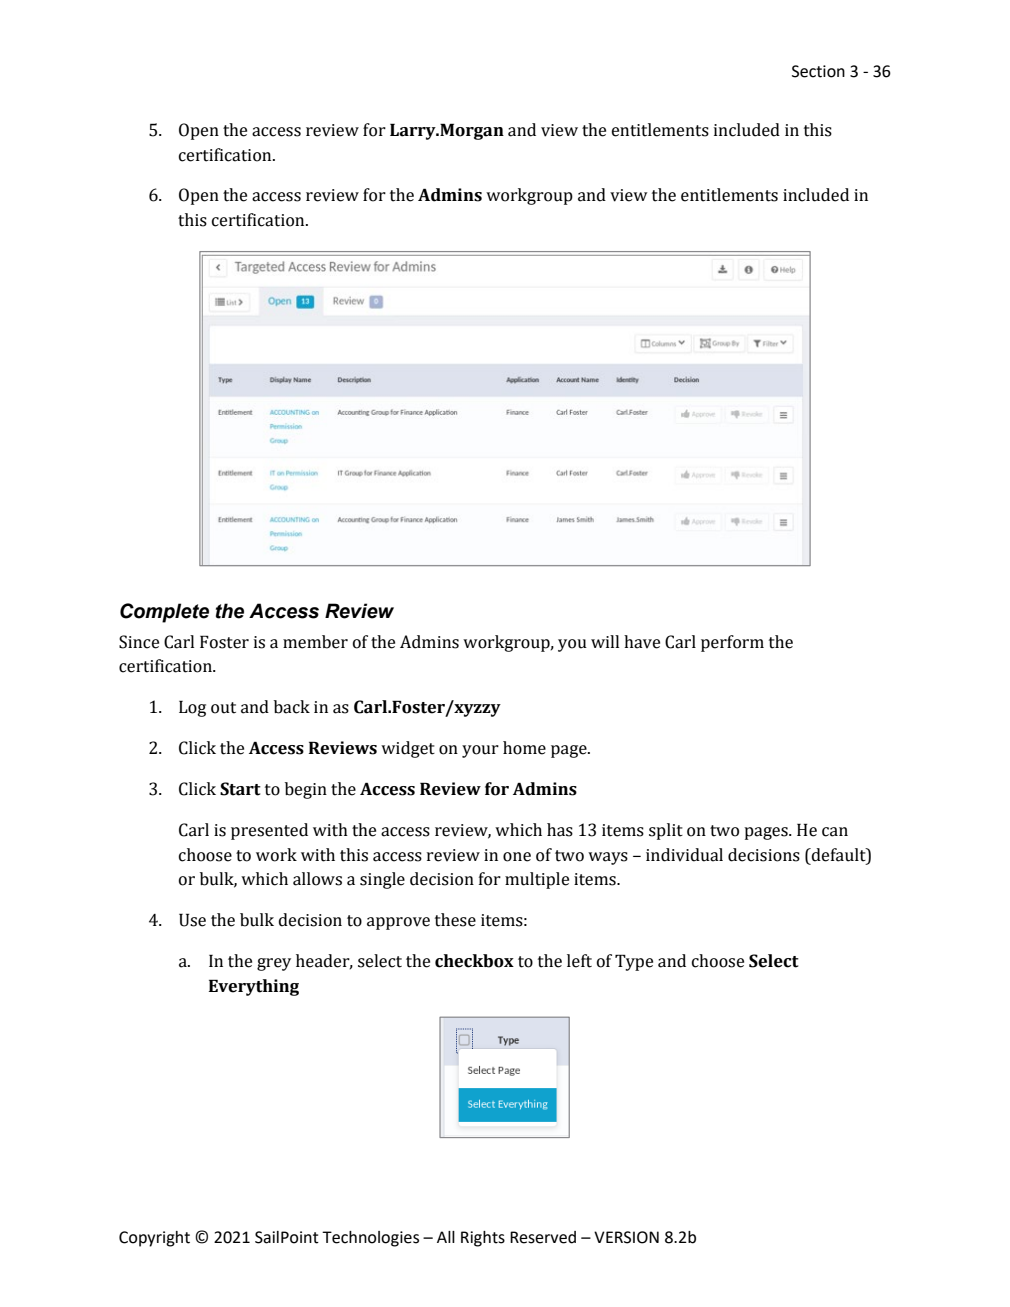 Section 3 - 36
5. Open the access review for Larry.Morgan and view the entitlements included in this
certification.
6. Open the access review for the Admins workgroup and view the entitlements included in
this certification.
Targeted Access Review for Admins
Help
List Open 13 Review 0
Columns Group By Filter
Type Display Name Description Application Account Name Identity Decision
Entitlement ACCOUNTING on Accounting Group for Finance Application Finance Carl Foster Carl.Foster Approve Revoke
Permission
Group
Entitlement IT on Permission IT Group for Finance Application Finance Carl Foster Carl.Foster Approve Revoke
Group
Entitlement ACCOUNTING on Accounting Group for Finance Application Finance James Smith James.Smith Approve Revoke
Permission
Group
Complete the Access Review
Since Carl Foster is a member of the Admins workgroup, you will have Carl perform the
certification.
1. Log out and back in as Carl.Foster/xyzzy
2. Click the Access Reviews widget on your home page.
3. Click Start to begin the Access Review for Admins
Carl is presented with the access review, which has 13 items split on two pages. He can
choose to work with this access review in one of two ways – individual decisions (default)
or bulk, which allows a single decision for multiple items.
4. Use the bulk decision to approve these items:
a. In the grey header, select the checkbox to the left of Type and choose Select
Everything
Type
Select Page
Select Everything
Copyright © 2021 SailPoint Technologies – All Rights Reserved – VERSION 8.2b